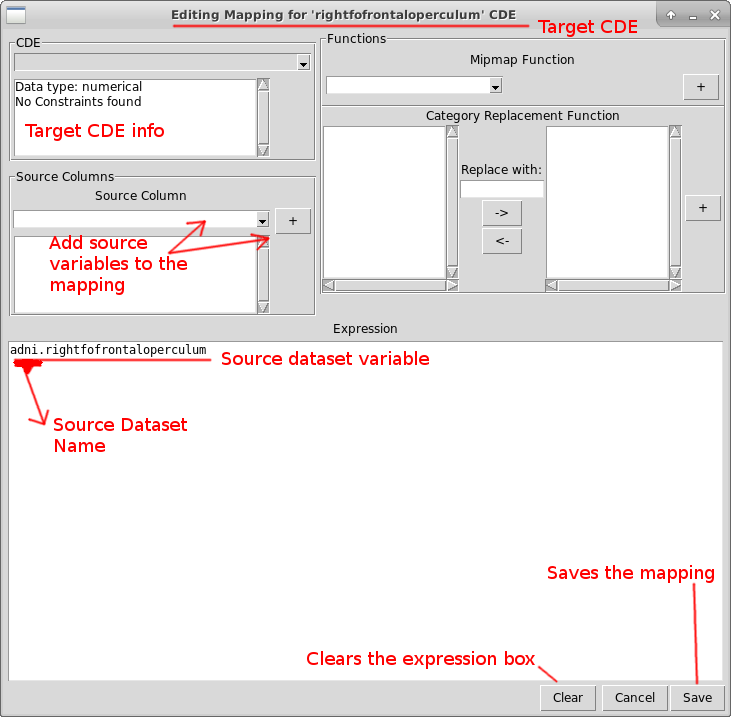 Editing Mapping for 'rightfofrontaloperculum' CDE
Target CDE
CDE
Data type: numerical
No Constraints found
Target CDE info
Source Columns
Source Column
+
Add source
variables to the
mapping
Functions
Mipmap Function
+
Category Replacement Function
Replace with:
->
<-
+
Expression
adni.rightfofrontaloperculum
Source dataset variable
Source Dataset
Name
Saves the mapping
Clears the expression box
Clear
Cancel
Save